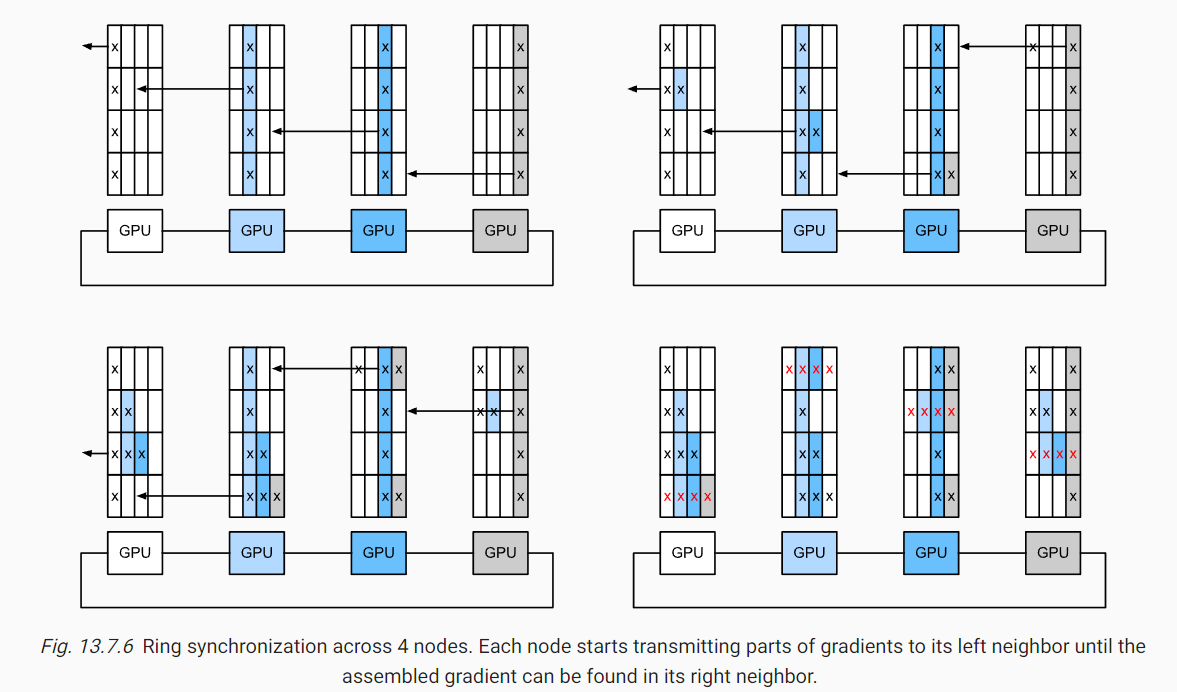 x x x x
x x x x
x x x x
x x x x
GPU GPU GPU GPU
x x x x x
x x x x x
x x x x x
x x x x x
GPU GPU GPU GPU
x x x x x x x
x x x x x x x
x x x x x x x
x x x x x x x
GPU GPU GPU GPU
x x x x x x x x x
x x x x x x x x x x
x x x x x x x x x x
x x x x x x x x x x
GPU GPU GPU GPU
Fig. 13.7.6 Ring synchronization across 4 nodes. Each node starts transmitting parts of gradients to its left neighbor until the
assembled gradient can be found in its right neighbor.